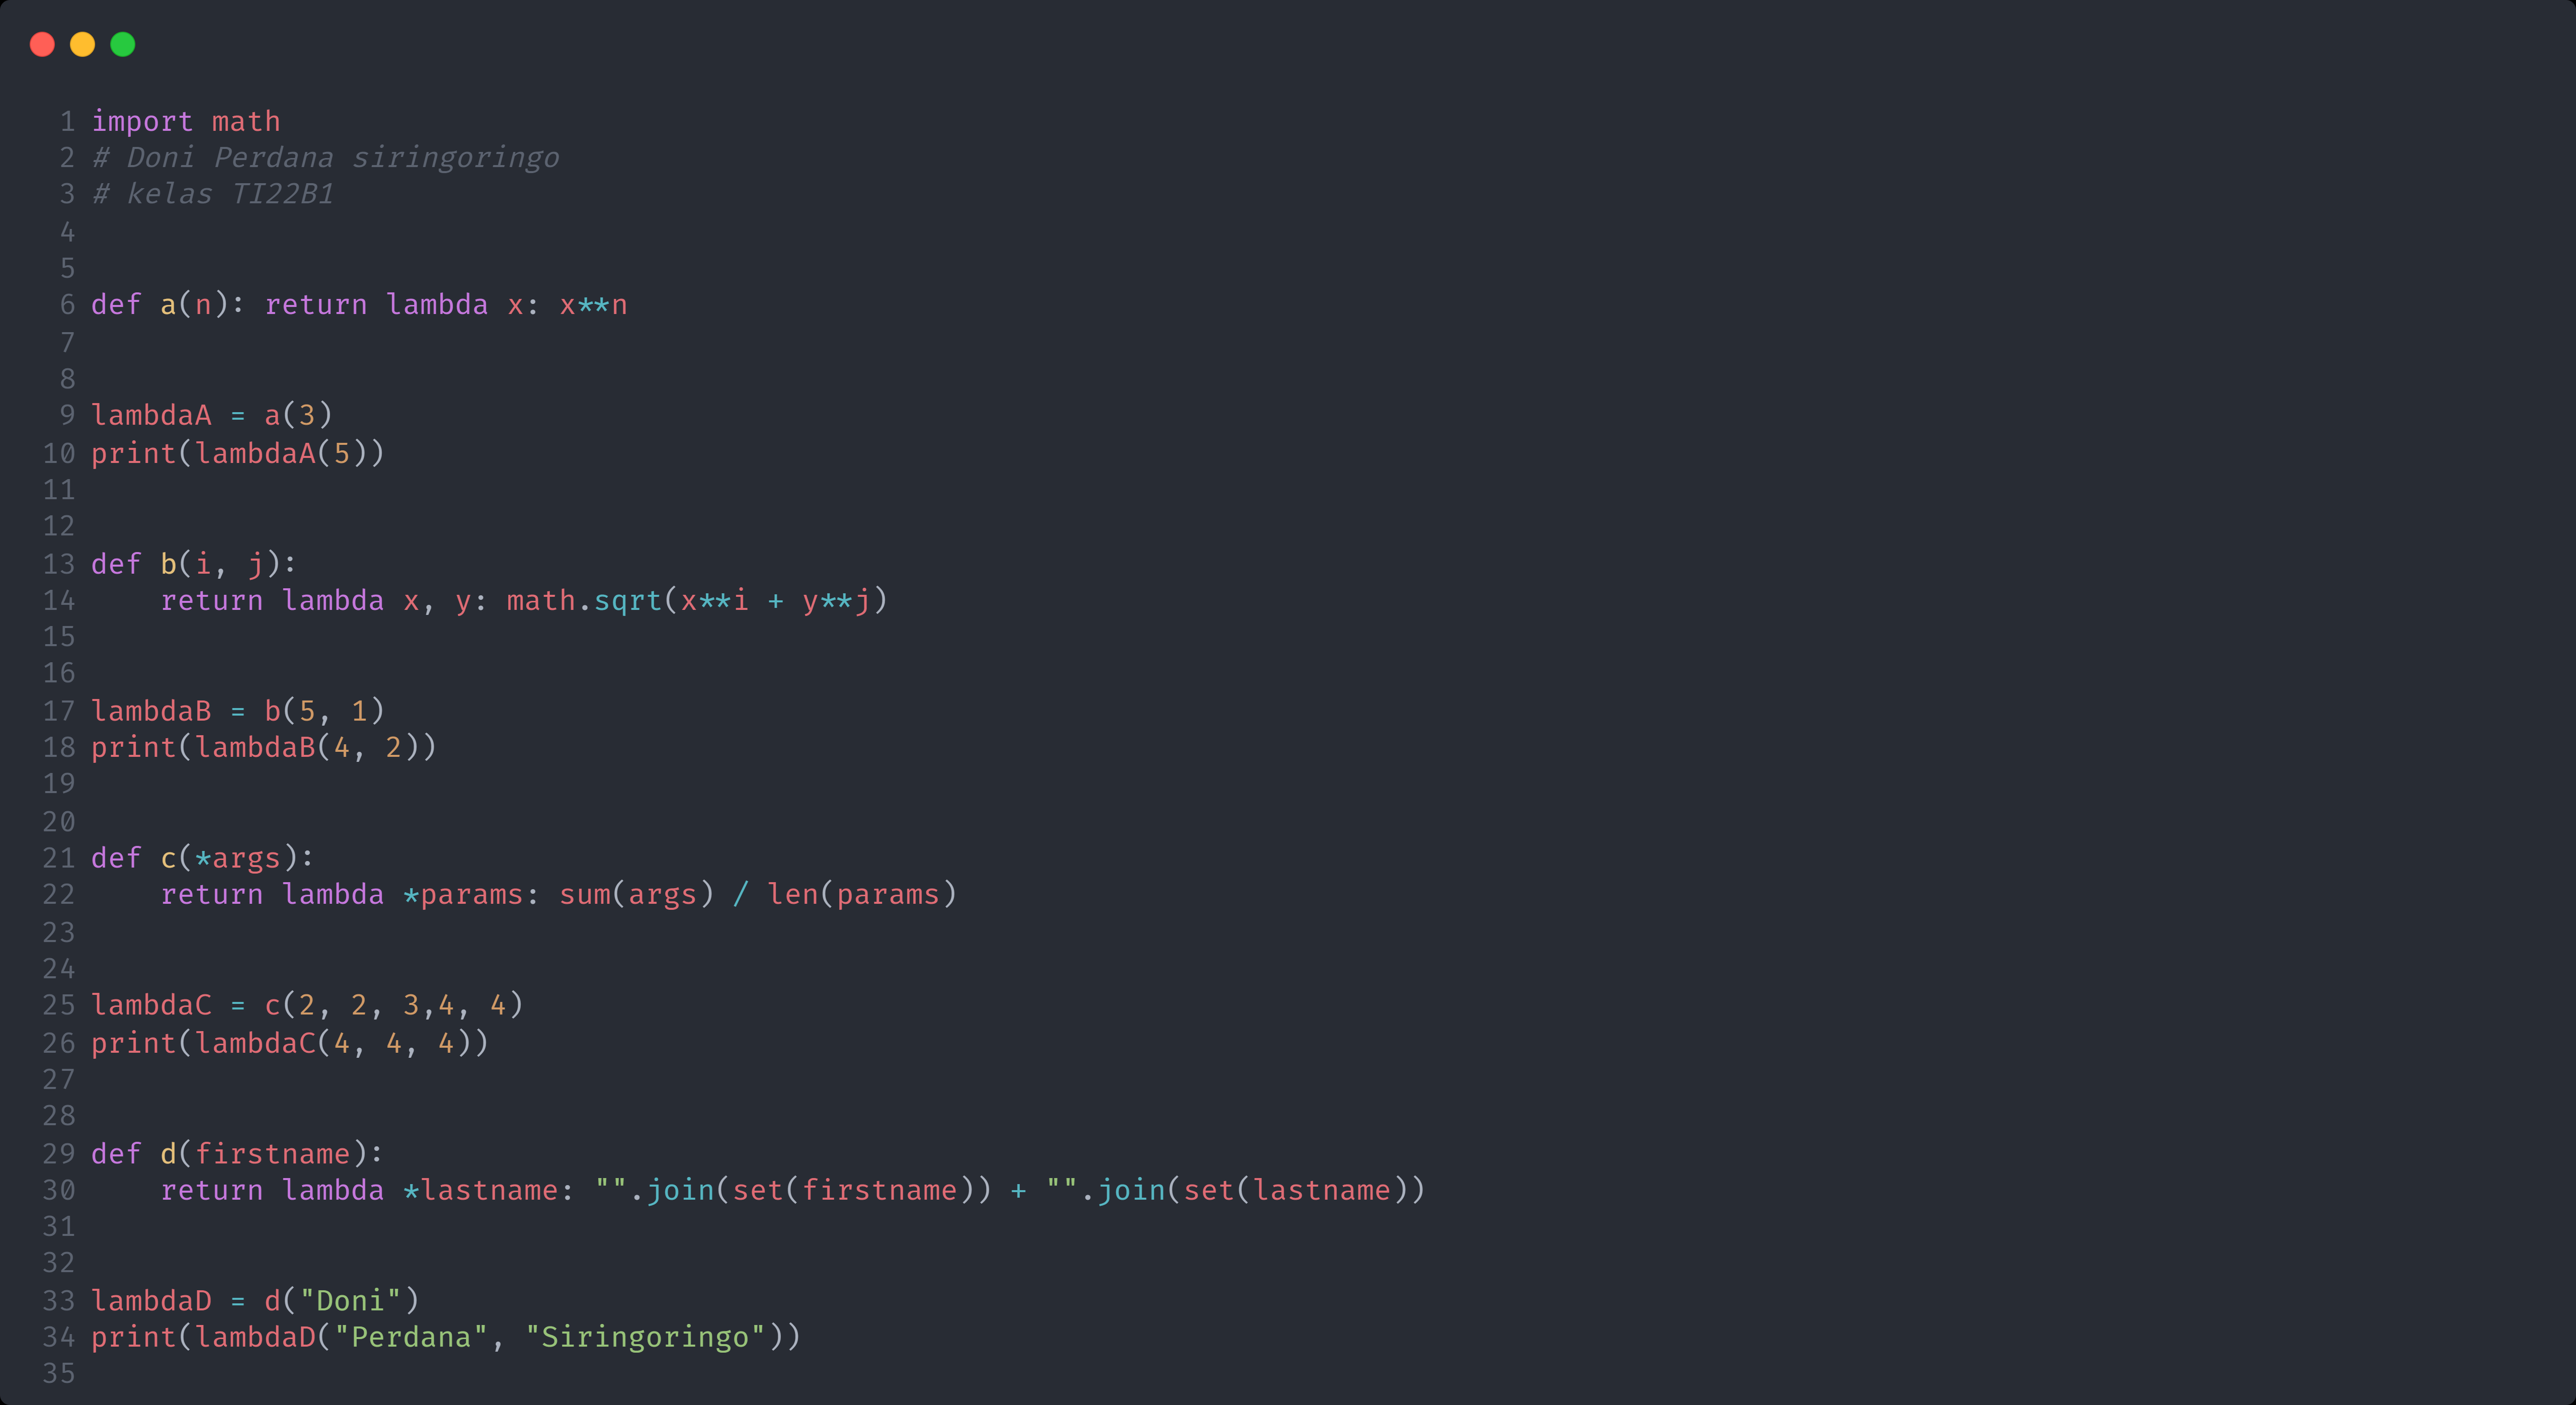 1 import math
2 # Doni Perdana siringoringo
3 # kelas TI22B1
4
5
6 def a(n): return lambda x: x**n
7
8
9 lambdaA = a(3)
10 print(lambdaA(5))
11
12
13 def b(i, j):
14     return lambda x, y: math.sqrt(x**i + y**j)
15
16
17 lambdaB = b(5, 1)
18 print(lambdaB(4, 2))
19
20
21 def c(*args):
22     return lambda *params: sum(args) / len(params)
23
24
25 lambdaC = c(2, 2, 3,4, 4)
26 print(lambdaC(4, 4, 4))
27
28
29 def d(firstname):
30     return lambda *lastname: "".join(set(firstname)) + "".join(set(lastname))
31
32
33 lambdaD = d("Doni")
34 print(lambdaD("Perdana", "Siringoringo"))
35